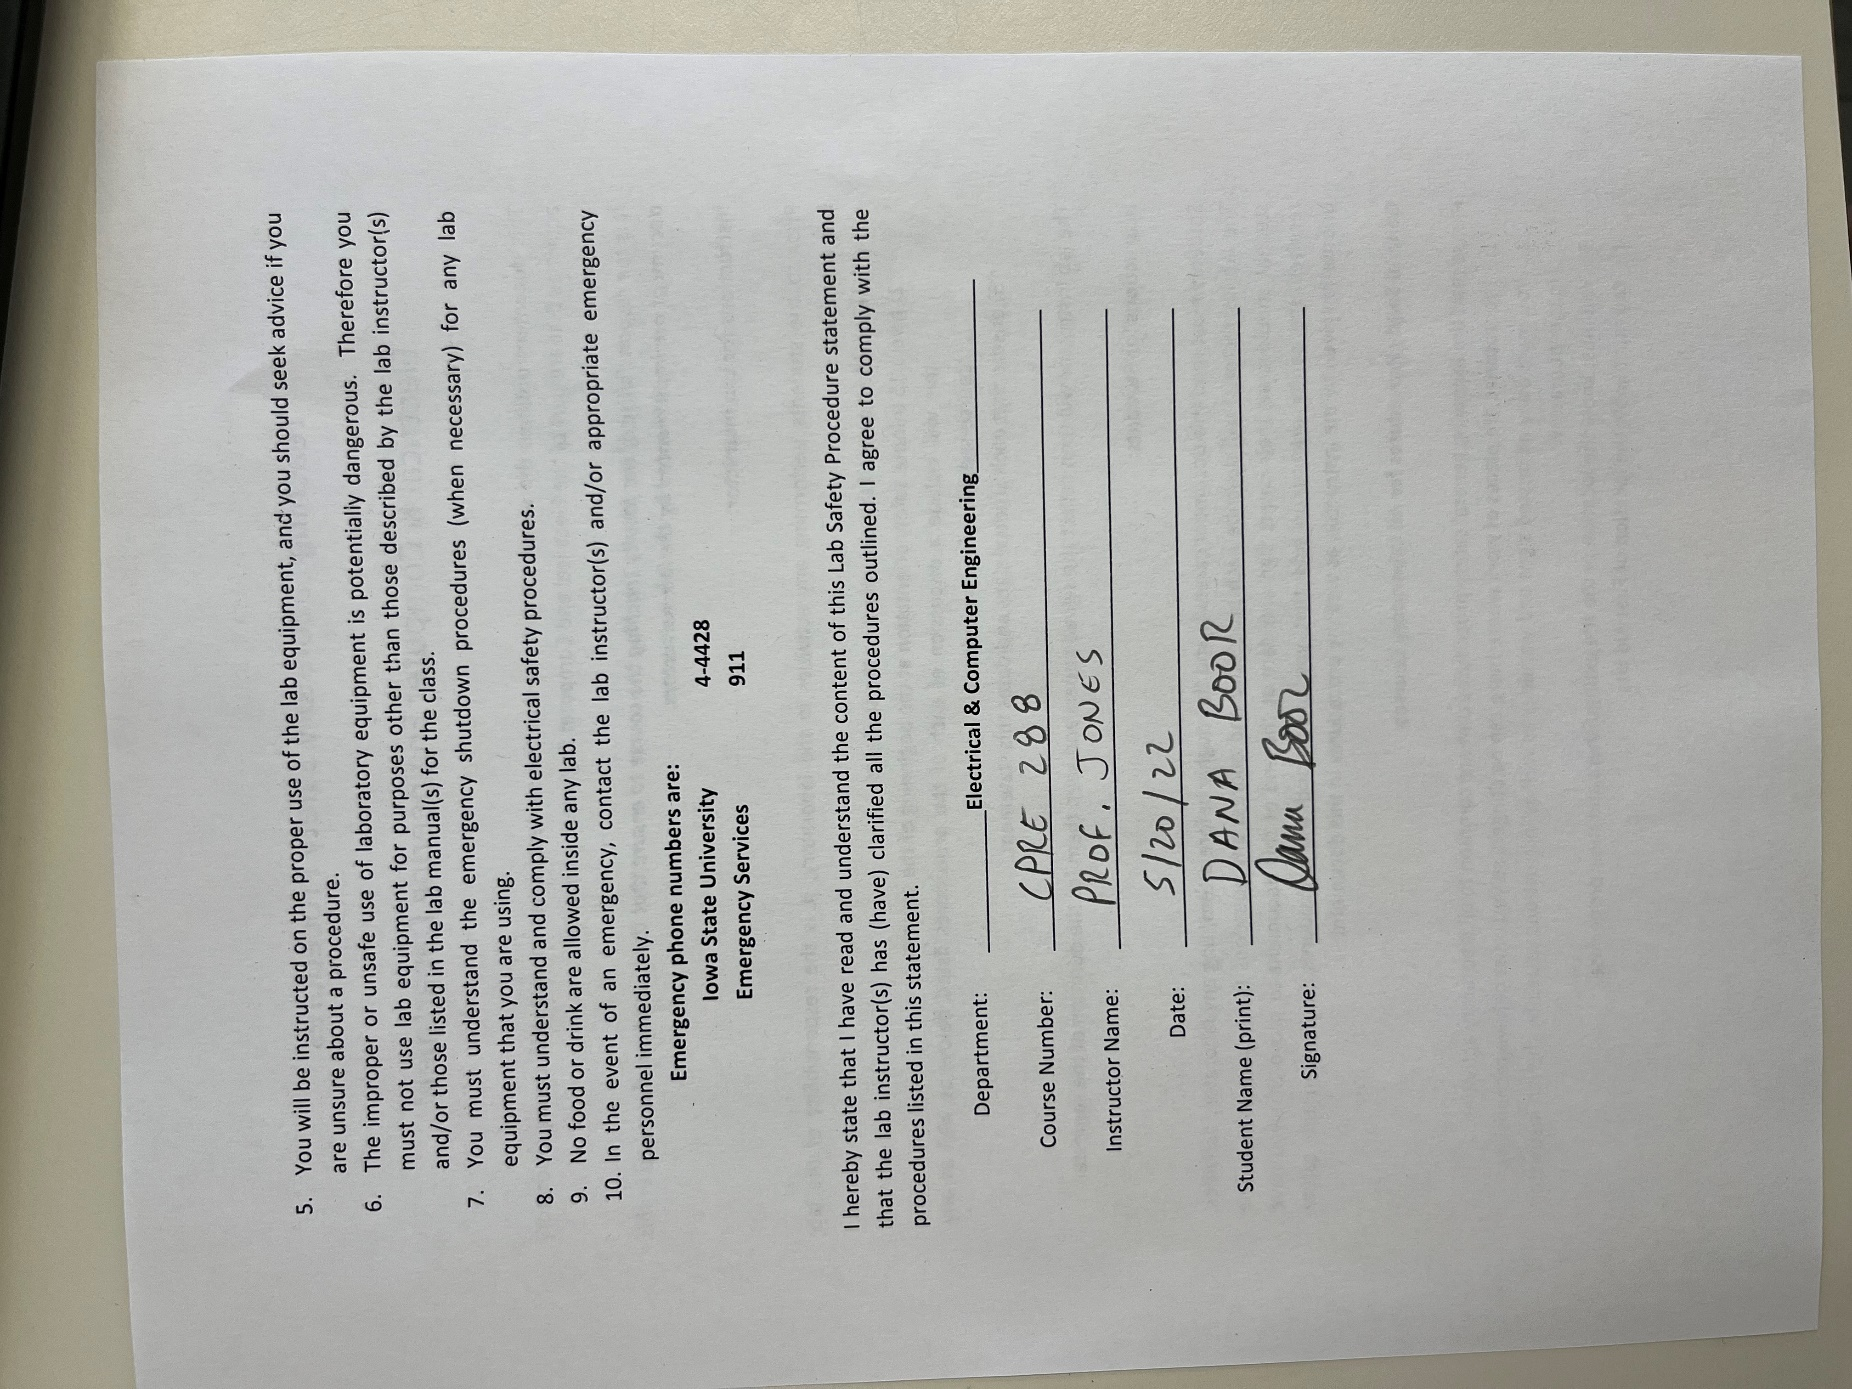 5. You will be instructed on the proper use of the lab equipment, and you should seek advice if you
are unsure about a procedure.
6. The improper or unsafe use of laboratory equipment is potentially dangerous. Therefore you
must not use lab equipment for purposes other than those described by the lab instructor(s)
and/or those listed in the lab manual(s) for the class.
7. You must understand the emergency shutdown procedures (when necessary) for any lab
equipment that you are using.
8. You must understand and comply with electrical safety procedures.
9. No food or drink are allowed inside any lab.
10. In the event of an emergency, contact the lab instructor(s) and/or appropriate emergency
personnel immediately.
Emergency phone numbers are:
Iowa State University 4-4428
Emergency Services 911
I hereby state that I have read and understand the content of this Lab Safety Procedure statement and
that the lab instructor(s) has (have) clarified all the procedures outlined. I agree to comply with the
procedures listed in this statement.
Department: Electrical & Computer Engineering
Course Number: CPRE 288
Instructor Name: PROF. JONES
Date: 5/20/22
Student Name (print): DANA BOOR
Signature: Dana Boor